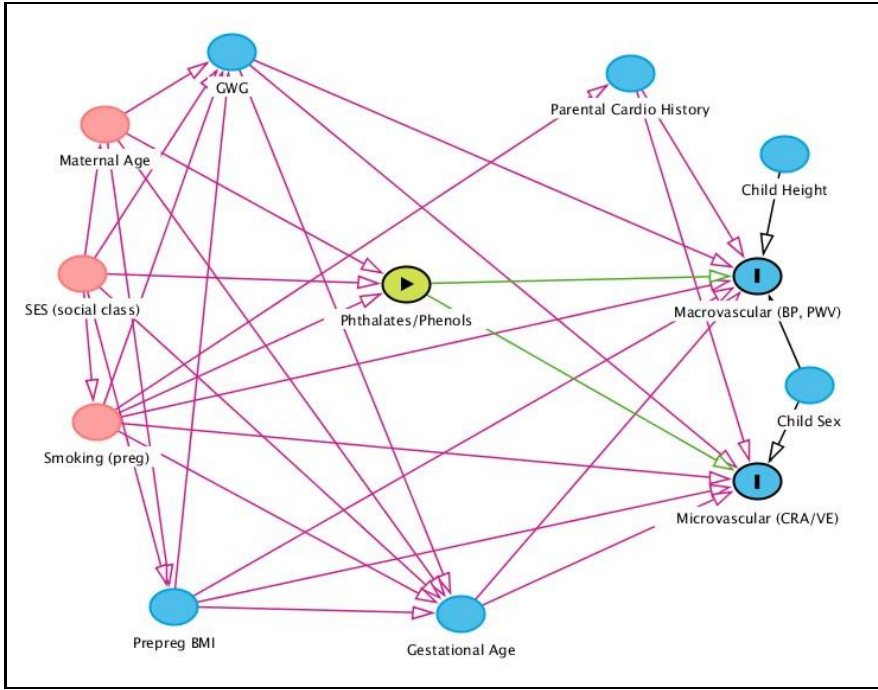 GWG
Parental Cardio History
Maternal Age
Child Height
SES (social class)
Phthalates/Phenols
Macrovascular (BP, PWV)
Child Sex
Smoking (preg)
Microvascular (CRA/VE)
Prepreg BMI
Gestational Age